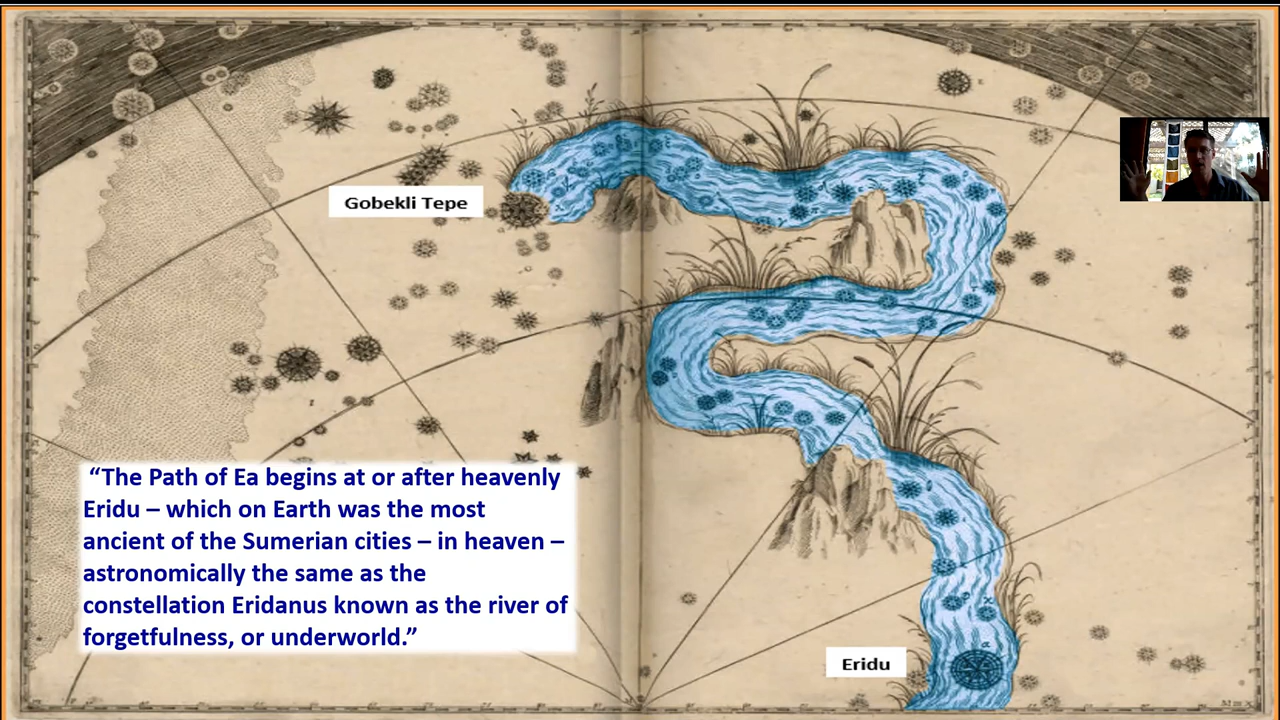 Gobekli Tepe
“The Path of Ea begins at or after heavenly
Eridu – which on Earth was the most
ancient of the Sumerian cities – in heaven –
astronomically the same as the
constellation Eridanus known as the river of
forgetfulness, or underworld.”
Eridu